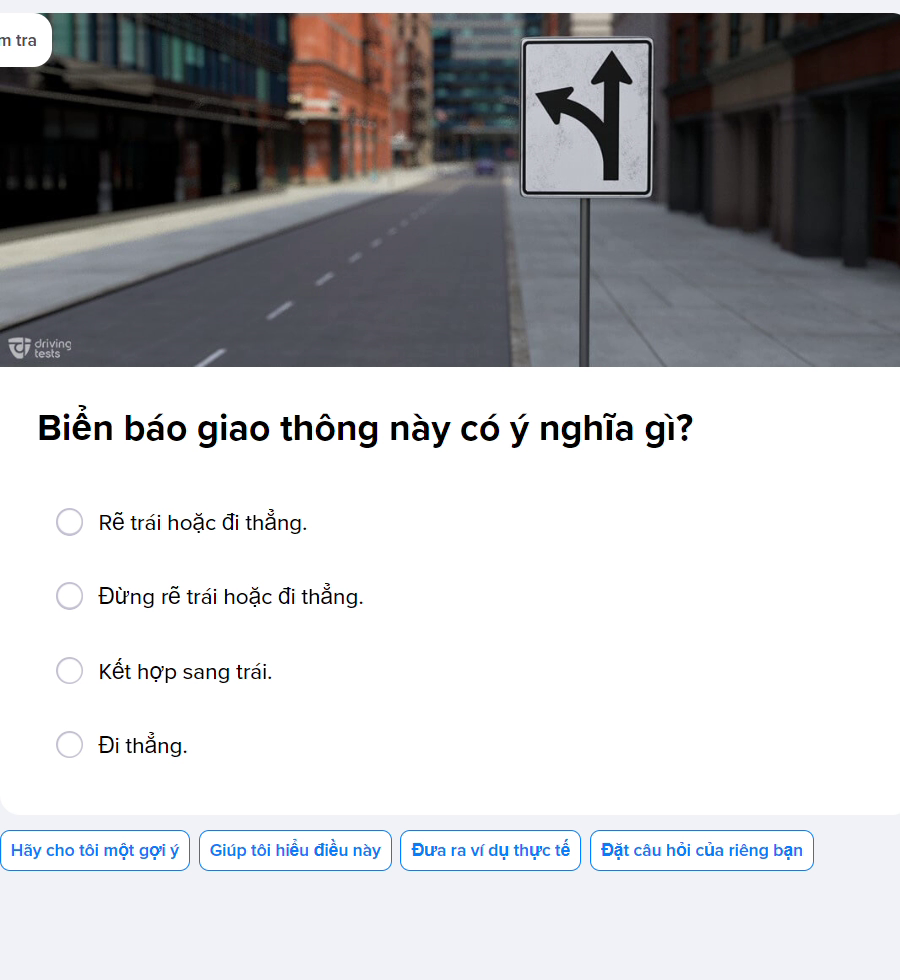 m tra
driving
tests
Biển báo giao thông này có ý nghĩa gì?
Rẽ trái hoặc đi thẳng.
Đừng rẽ trái hoặc đi thẳng.
Kết hợp sang trái.
Đi thẳng.
Hãy cho tôi một gợi ý
Giúp tôi hiểu điều này
Đưa ra ví dụ thực tế
Đặt câu hỏi của riêng bạn